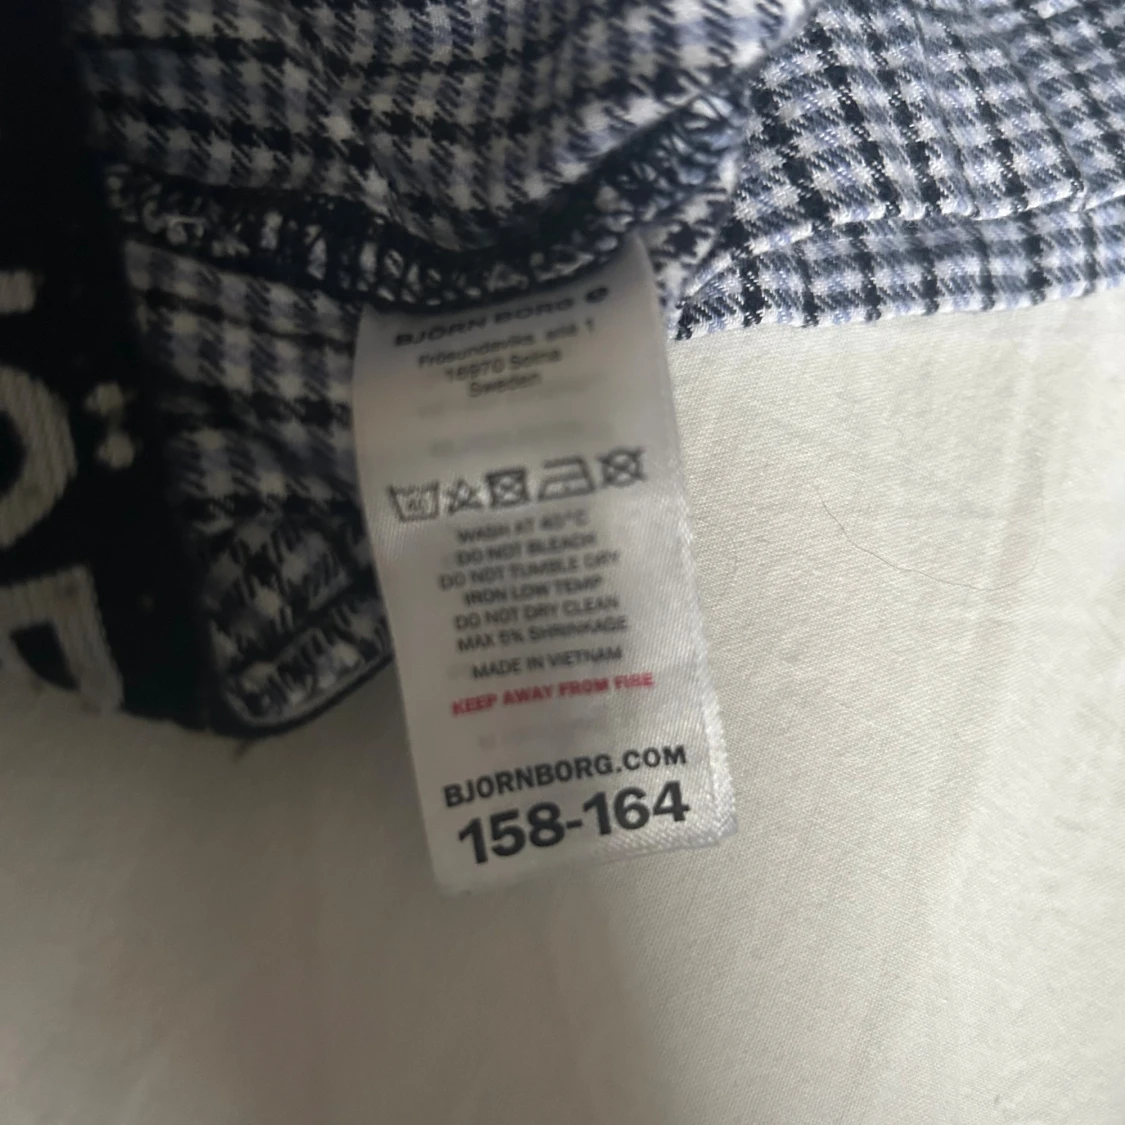 BJÖRN BORG
Frösundaviks allé 1
16970 Solna
Sweden
WASH AT 40°C
DO NOT BLEACH
DO NOT TUMBLE DRY
IRON LOW TEMP
DO NOT DRY CLEAN
MAX 5% SHRINKAGE
MADE IN VIETNAM
KEEP AWAY FROM FIRE
BJORNBORG.COM
158-164